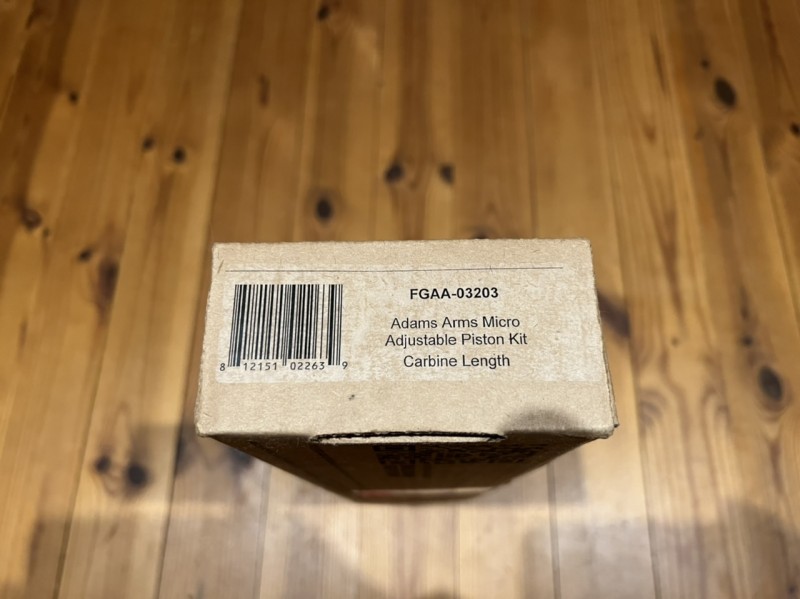 FGAA-03203
Adams Arms Micro
Adjustable Piston Kit
Carbine Length
8 12151 02263 9